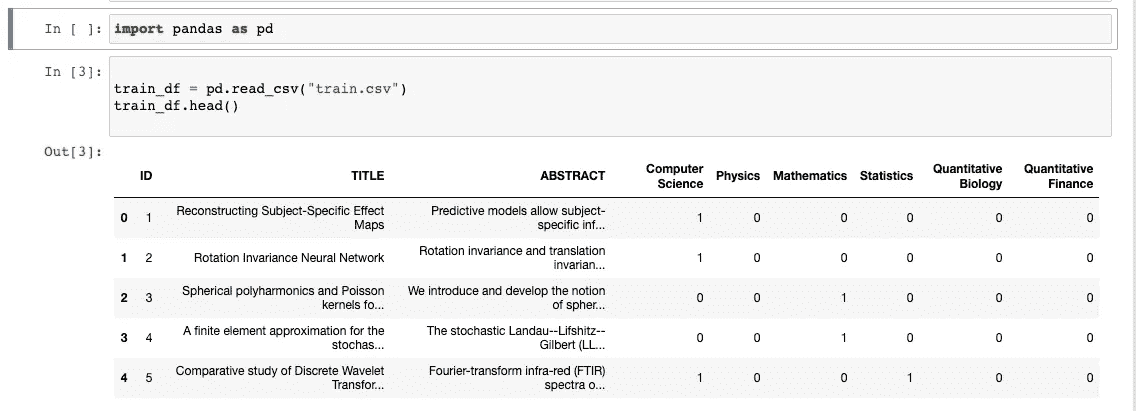 In [ ]: import pandas as pd
In [3]:
train_df = pd.read_csv("train.csv")
train_df.head()
Out[3]:
ID TITLE ABSTRACT Computer Science Physics Mathematics Statistics Quantitative Biology Quantitative Finance
0 1 Reconstructing Subject-Specific Effect Maps Predictive models allow subject-specific inf... 1 0 0 0 0 0
1 2 Rotation Invariance Neural Network Rotation invariance and translation invarian... 1 0 0 0 0 0
2 3 Spherical polyharmonics and Poisson kernels fo... We introduce and develop the notion of spher... 0 0 1 0 0 0
3 4 A finite element approximation for the stochas... The stochastic Landau--Lifshitz--Gilbert (LL... 0 0 1 0 0 0
4 5 Comparative study of Discrete Wavelet Transfor... Fourier-transform infra-red (FTIR) spectra o... 1 0 0 1 0 0